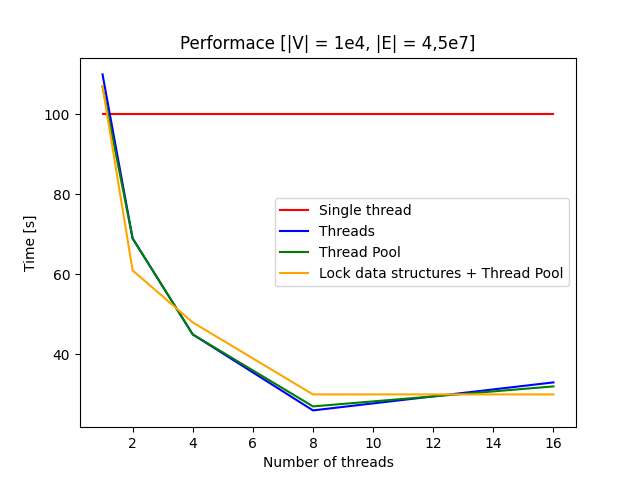 Performace [|V| = 1e4, |E| = 4,5e7]
Time [s]
100
80
60
40
Single thread
Threads
Thread Pool
Lock data structures + Thread Pool
2 4 6 8 10 12 14 16
Number of threads